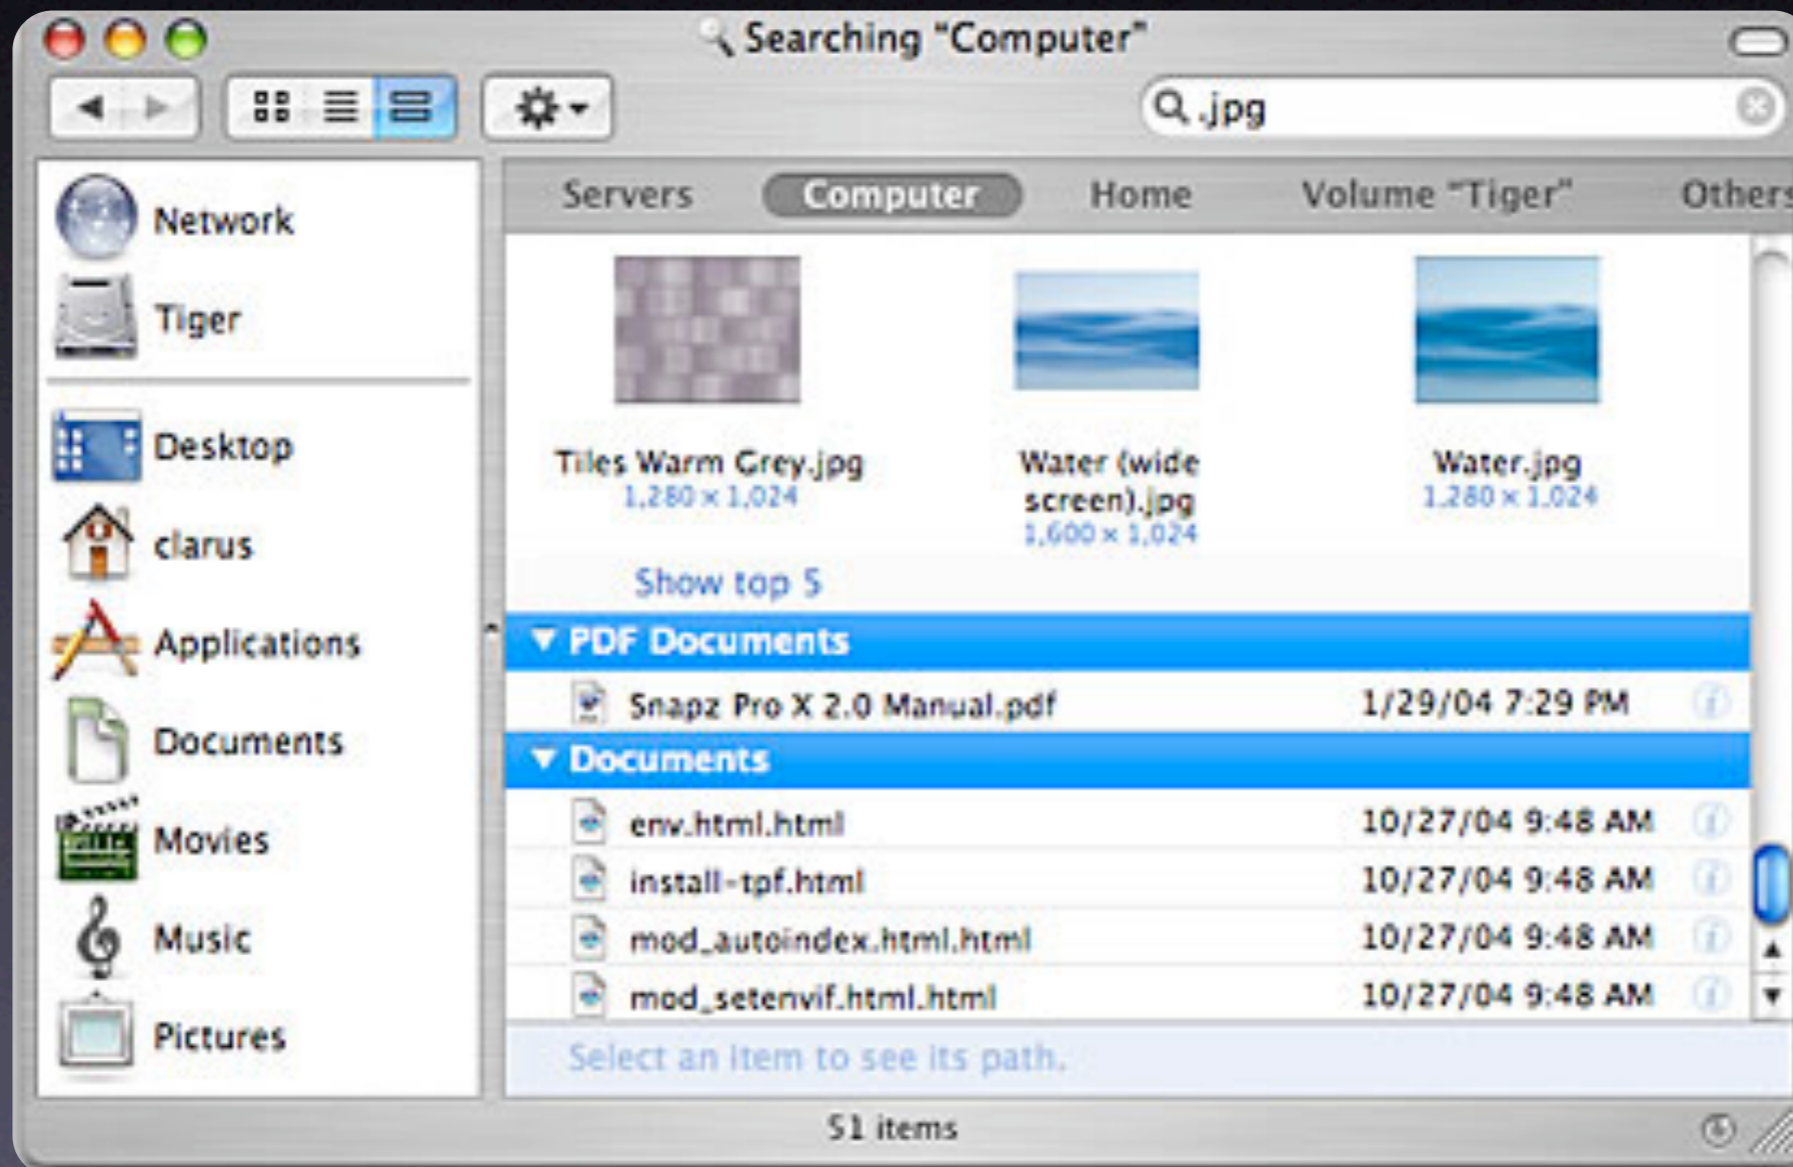 Searching "Computer"
.jpg
Servers Computer Home Volume "Tiger" Others
Network
Tiger
Desktop
clarus
Applications
Documents
Movies
Music
Pictures
Tiles Warm Grey.jpg
1,280 × 1,024
Water (wide
screen).jpg
1,600 × 1,024
Water.jpg
1,280 × 1,024
Show top 5
PDF Documents
Snapz Pro X 2.0 Manual.pdf 1/29/04 7:29 PM
Documents
env.html.html 10/27/04 9:48 AM
install-tpf.html 10/27/04 9:48 AM
mod_autoindex.html.html 10/27/04 9:48 AM
mod_setenvif.html.html 10/27/04 9:48 AM
Select an item to see its path.
51 items